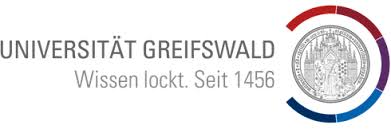 UNIVERSITÄT GREIFSWALD
Wissen lockt. Seit 1456